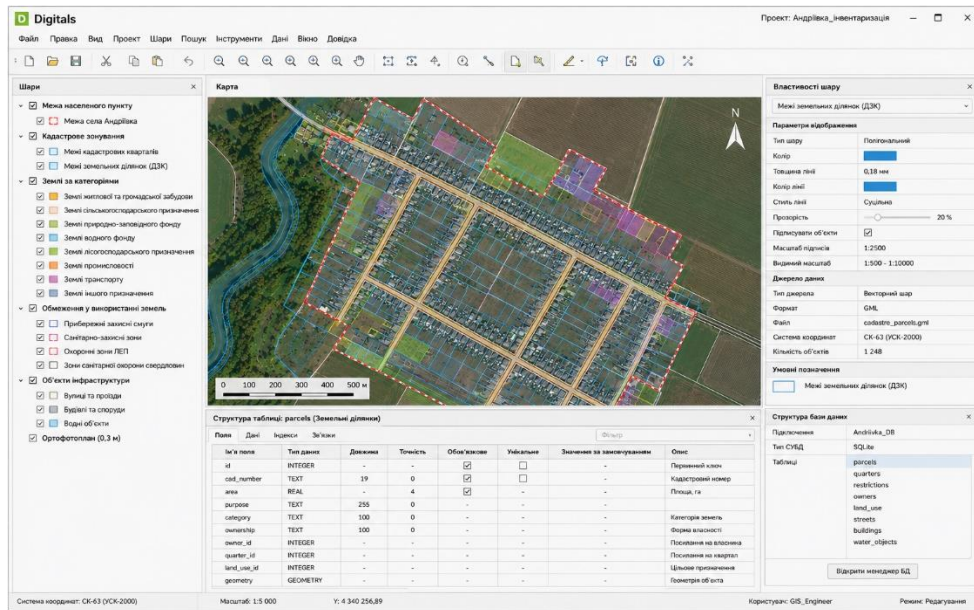 D Digitals
Проект: Андріївка_інвентаризація
Файл Правка Вид Проект Шари Пошук Інструменти Дані Вікно Довідка
Шари
Межа населеного пункту
Межа села Андріївка
Кадастрове зонування
Межі кадастрових кварталів
Межі земельних ділянок (ДЗК)
Землі за категоріями
Землі житлової та громадської забудови
Землі сільськогосподарського призначення
Землі природно-заповідного фонду
Землі водного фонду
Землі лісогосподарського призначення
Землі промисловості
Землі транспорту
Землі іншого призначення
Обмеження у використанні земель
Прибережні захисні смуги
Санітарно-захисні зони
Охоронні зони ЛЕП
Зони санітарної охорони свердловин
Об'єкти інфраструктури
Вулиці та проїзди
Будівлі та споруди
Водні об'єкти
Ортофотоплан (0,3 м)
Карта
N
0 100 200 300 400 500 м
Структура таблиці: parcels (Земельні ділянки)
Поля Дані Індекси Зв'язки Фільтр
Ім'я поля Тип даних Довжина Точність Обов'язкове Унікальне Значення за замовчуванням Опис
id INTEGER - - - Первинний ключ
cad_number TEXT 19 0 - Кадастровий номер
area REAL - 4 - - Площа, га
purpose TEXT 255 0 - - -
category TEXT 100 0 - - - Категорія земель
ownership TEXT 100 0 - - - Форма власності
owner_id INTEGER - - - - - Посилання на власника
quarter_id INTEGER - - - - - Посилання на квартал
land_use_id INTEGER - - - - - Цільове призначення
geometry GEOMETRY - - - - - Геометрія об'єкта
Властивості шару
Межі земельних ділянок (ДЗК)
Параметри відображення
Тип шару Полігональний
Колір
Товщина лінії 0,18 мм
Колір лінії
Стиль лінії Суцільна
Прозорість 20 %
Підписувати об'єкти
Масштаб підписів 1:2500
Видимий масштаб 1:500 – 1:10000
Джерело даних
Тип джерела Векторний шар
Формат GML
Файл cadastre_parcels.gml
Система координат СК-63 (УСК-2000)
Кількість об'єктів 1 248
Умовні позначення
Межі земельних ділянок (ДЗК)
Структура бази даних
Підключення Andriivka_DB
Тип СУБД SQLite
Таблиці parcels
quarters
restrictions
owners
land_use
streets
buildings
water_objects
Відкрити менеджер БД
Система координат: СК-63 (УСК-2000) Масштаб: 1:5 000 Y: 4 340 256,89 Користувач: GIS_Engineer Режим: Редагування